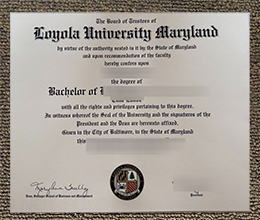 The Board of Trustees of
Loyola University Maryland
by virtue of the authority vested in it by the State of Maryland
and upon recommendation of the faculty
hereby confers upon
the degree of
Bachelor of
with all the rights and privileges pertaining to this degree.
In witness whereof the Seal of the University and the signatures of the
President and the Dean are hereunto affixed.
Given in the City of Baltimore, in the State of Maryland
this
President